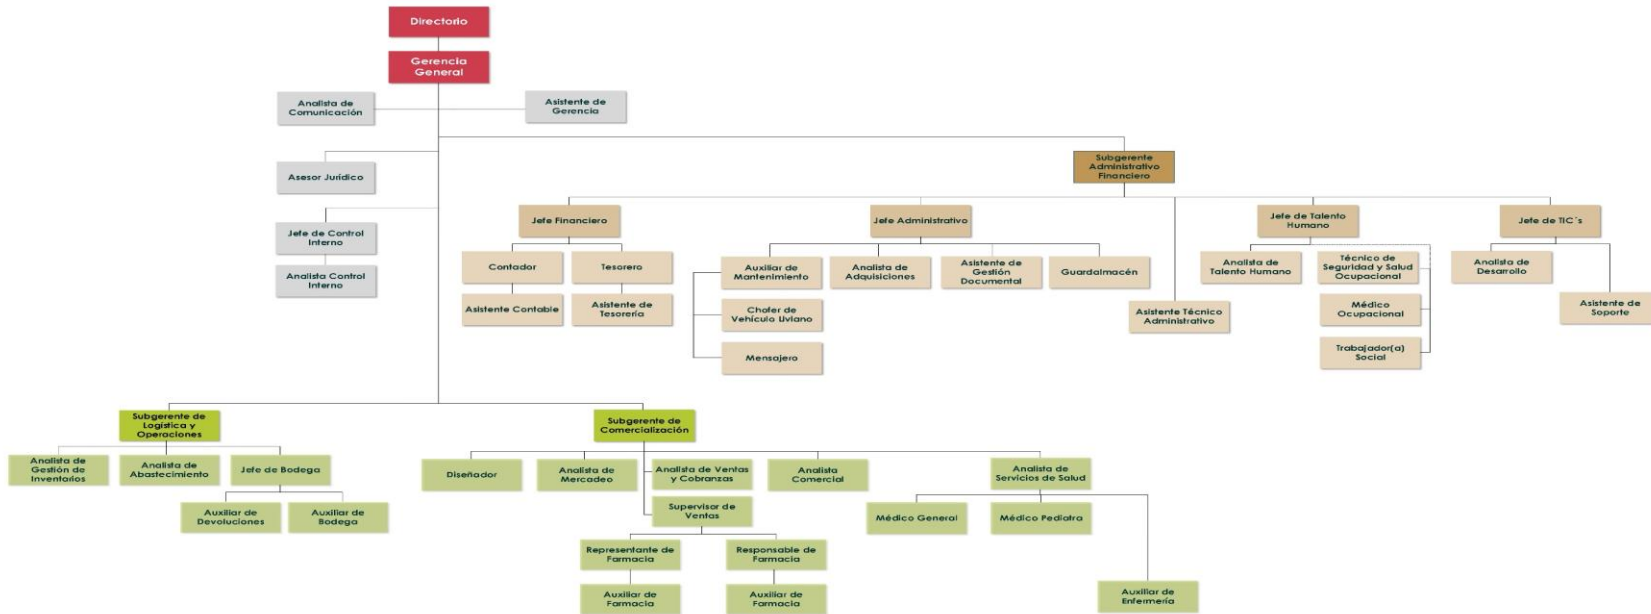 Directorio
Gerencia
General
Analista de
Comunicación
Asistente de
Gerencia
Asesor Jurídico
Subgerente
Administrativo
Financiero
Jefe de Control
Interno
Analista Control
Interno
Jefe Financiero
Jefe Administrativo
Jefe de Talento
Humano
Jefe de TIC´s
Contador
Tesorero
Asistente Contable
Asistente de
Tesorería
Auxiliar de
Mantenimiento
Analista de
Adquisiciones
Asistente de
Gestión
Documental
Guardalmacén
Chofer de
Vehículo Liviano
Mensajero
Asistente Técnico
Administrativo
Analista de
Talento Humano
Técnico de
Seguridad y Salud
Ocupacional
Médico
Ocupacional
Trabajador(a)
Social
Analista de
Desarrollo
Asistente de
Soporte
Subgerente de
Logística y
Operaciones
Subgerente de
Comercialización
Analista de
Gestión de
Inventarios
Analista de
Abastecimiento
Jefe de Bodega
Auxiliar de
Devoluciones
Auxiliar de
Bodega
Diseñador
Analista de
Mercadeo
Analista de Ventas
y Cobranzas
Analista
Comercial
Analista de
Servicios de Salud
Supervisar de
Ventas
Médico General
Médico Pediatra
Representante de
Farmacia
Responsable de
Farmacia
Auxiliar de
Farmacia
Auxiliar de
Farmacia
Auxiliar de
Enfermería